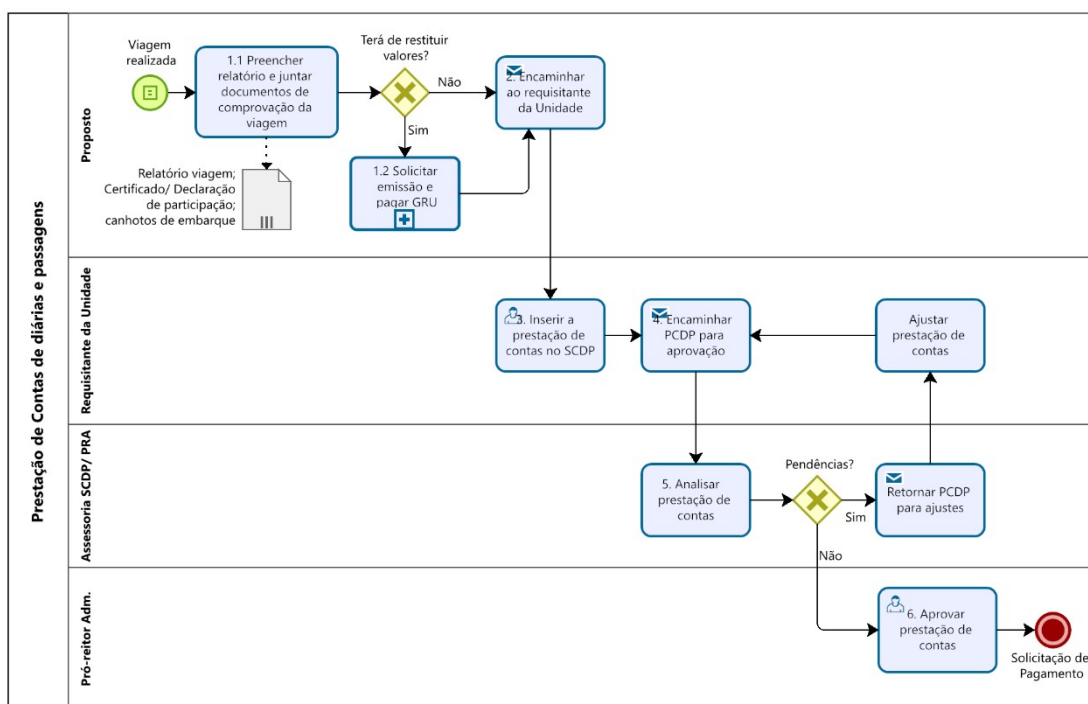 Prestação de Contas de diárias e passagens
Proposto
Viagem
realizada
1.1 Preencher
relatório e juntar
documentos de
comprovação da
viagem
Relatório viagem;
Certificado/ Declaração
de participação;
canhotos de embarque
Terá de restituir
valores?
Não
Sim
1.2 Solicitar
emissão e
pagar GRU
2. Encaminhar
ao requisitante
da Unidade
Requisitante da Unidade
3. Inserir a
prestação de
contas no SCDP
4. Encaminhar
PCDP para
aprovação
Ajustar
prestação de
contas
Assessoria SCDP/ PRA
5. Analisar
prestação de
contas
Pendências?
Sim
Não
Retornar PCDP
para ajustes
Pró-reitor Adm.
6. Aprovar
prestação de
contas
Solicitação de
Pagamento